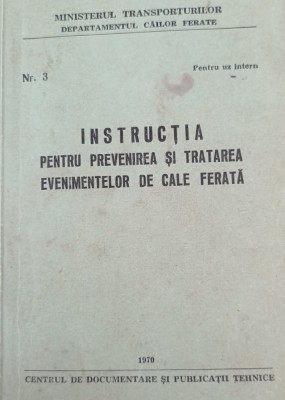 MINISTERUL TRANSPORTURILOR
DEPARTAMENTUL CĂILOR FERATE
Nr. 3
Pentru uz intern
INSTRUCȚIA
PENTRU PREVENIREA ȘI TRATAREA
EVENIMENTELOR DE CALE FERATĂ
1970
CENTRUL DE DOCUMENTARE ȘI PUBLICAȚII TEHNICE